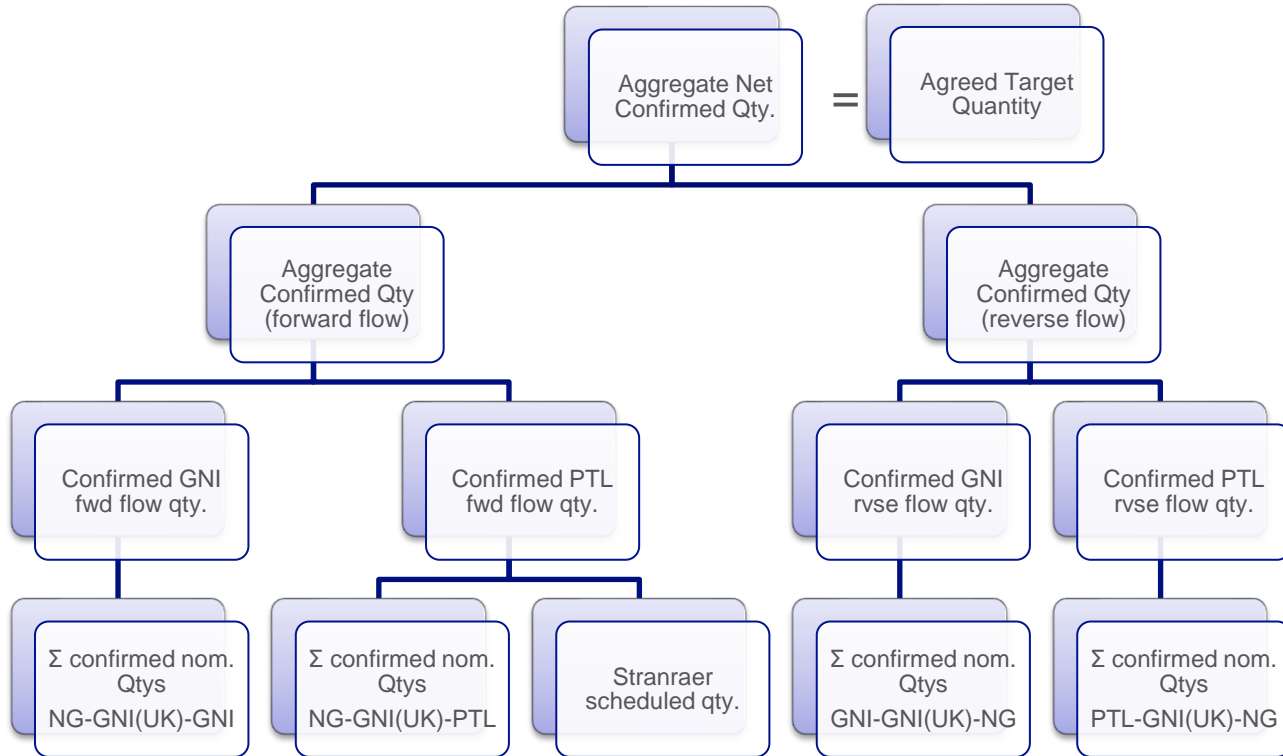 Aggregate Net
Confirmed Qty.
=
Agreed Target
Quantity
Aggregate
Confirmed Qty
(forward flow)
Aggregate
Confirmed Qty
(reverse flow)
Confirmed GNI
fwd flow qty.
Confirmed PTL
fwd flow qty.
Confirmed GNI
rvse flow qty.
Confirmed PTL
rvse flow qty.
Σ confirmed nom.
Qtys
NG-GNI(UK)-GNI
Σ confirmed nom.
Qtys
NG-GNI(UK)-PTL
Stranraer
scheduled qty.
Σ confirmed nom.
Qtys
GNI-GNI(UK)-NG
Σ confirmed nom.
Qtys
PTL-GNI(UK)-NG